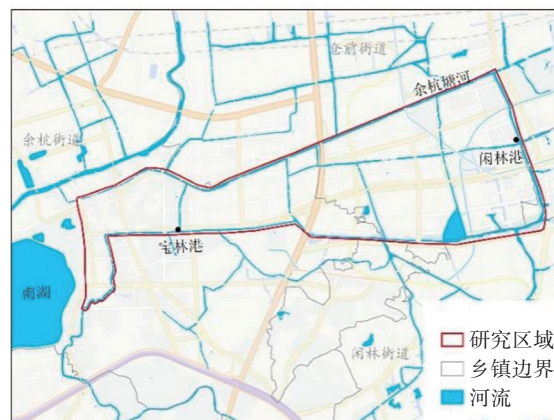 仓前街道
余杭塘河
余杭街道
闲林港
宝林港
南湖
闲林街道
研究区域
乡镇边界
河流